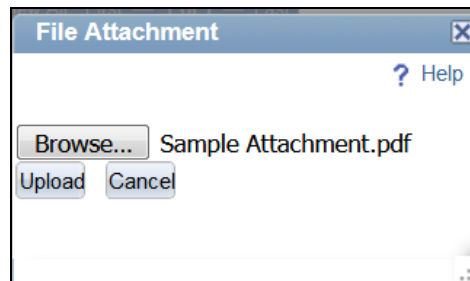 File Attachment
? Help
Browse... Sample Attachment.pdf
Upload Cancel